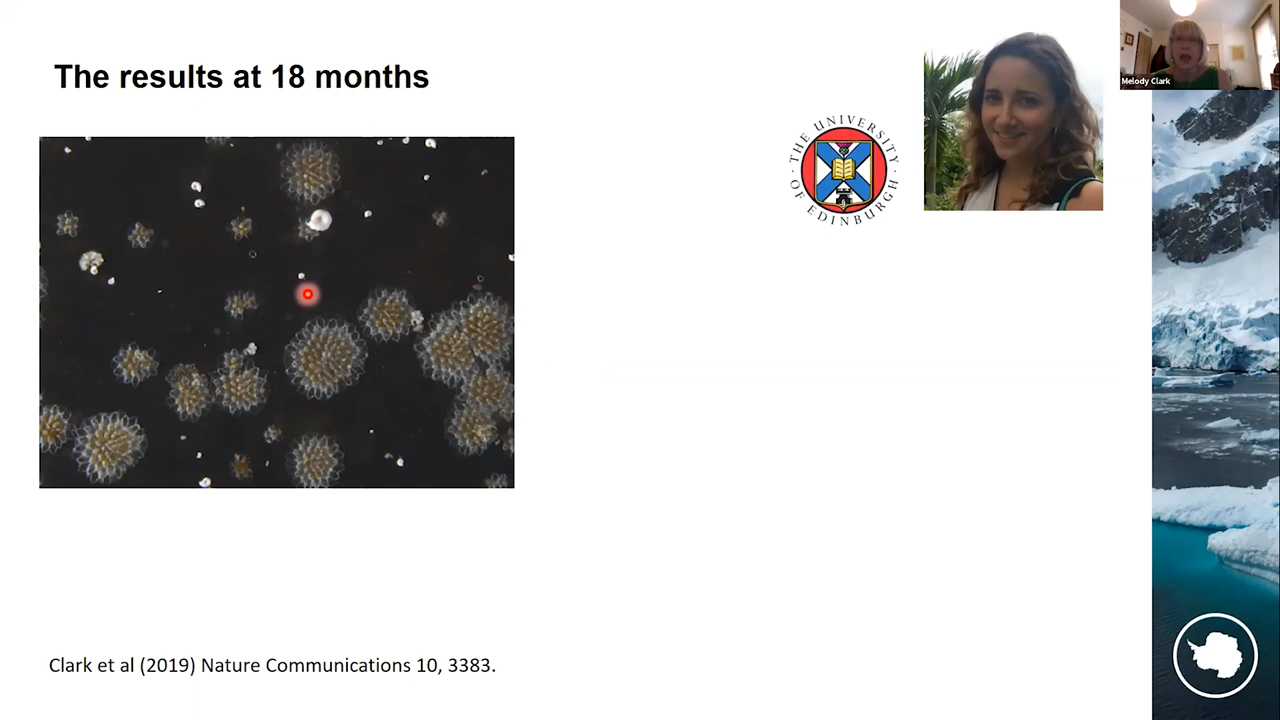 The results at 18 months
THE UNIVERSITY OF EDINBURGH
Melody Clark
Clark et al (2019) Nature Communications 10, 3383.